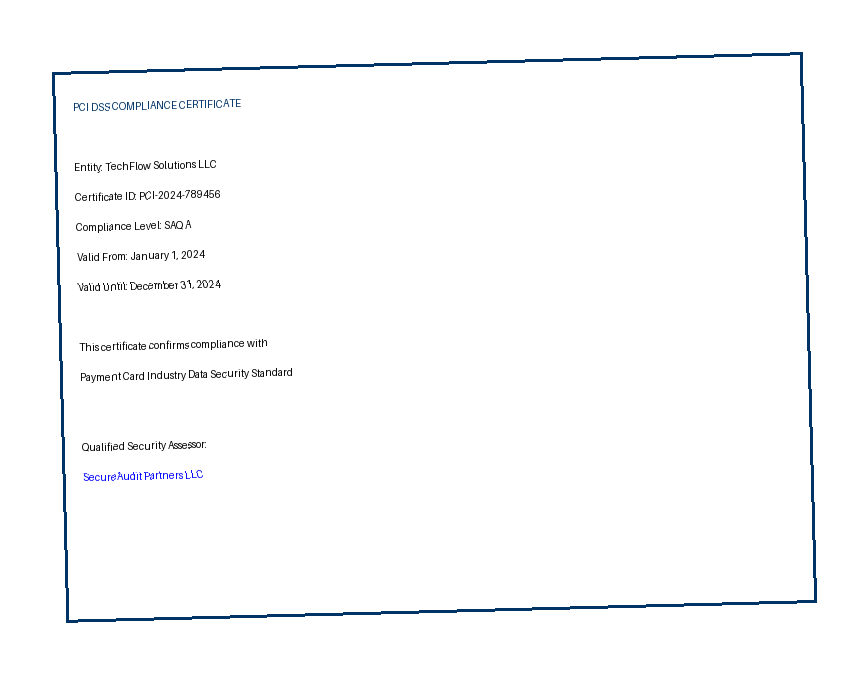 PCI DSS COMPLIANCE CERTIFICATE
Entity: TechFlow Solutions LLC
Certificate ID: PCI-2024-789456
Compliance Level: SAQ A
Valid From: January 1, 2024
Valid Until: December 31, 2024
This certificate confirms compliance with
Payment Card Industry Data Security Standard
Qualified Security Assessor:
SecureAudit Partners LLC